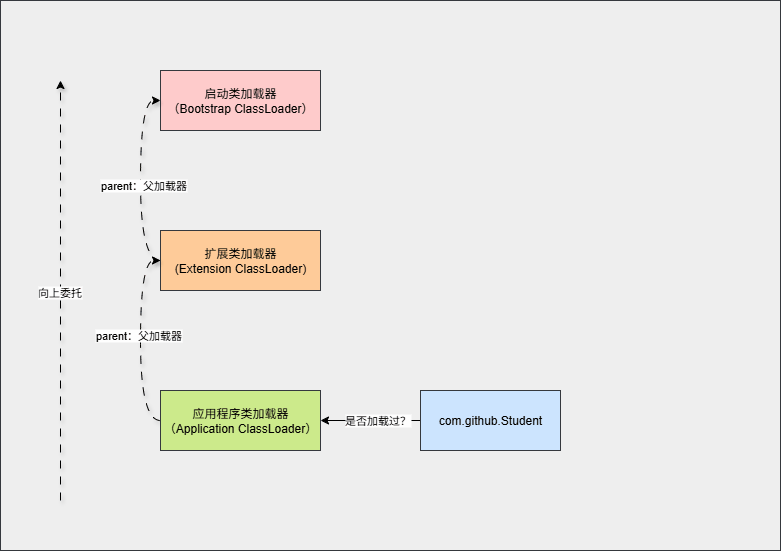 启动类加载器
（Bootstrap ClassLoader）
parent：父加载器
扩展类加载器
（Extension ClassLoader）
向上委托
parent：父加载器
应用程序类加载器
（Application ClassLoader）
是否加载过？
com.github.Student